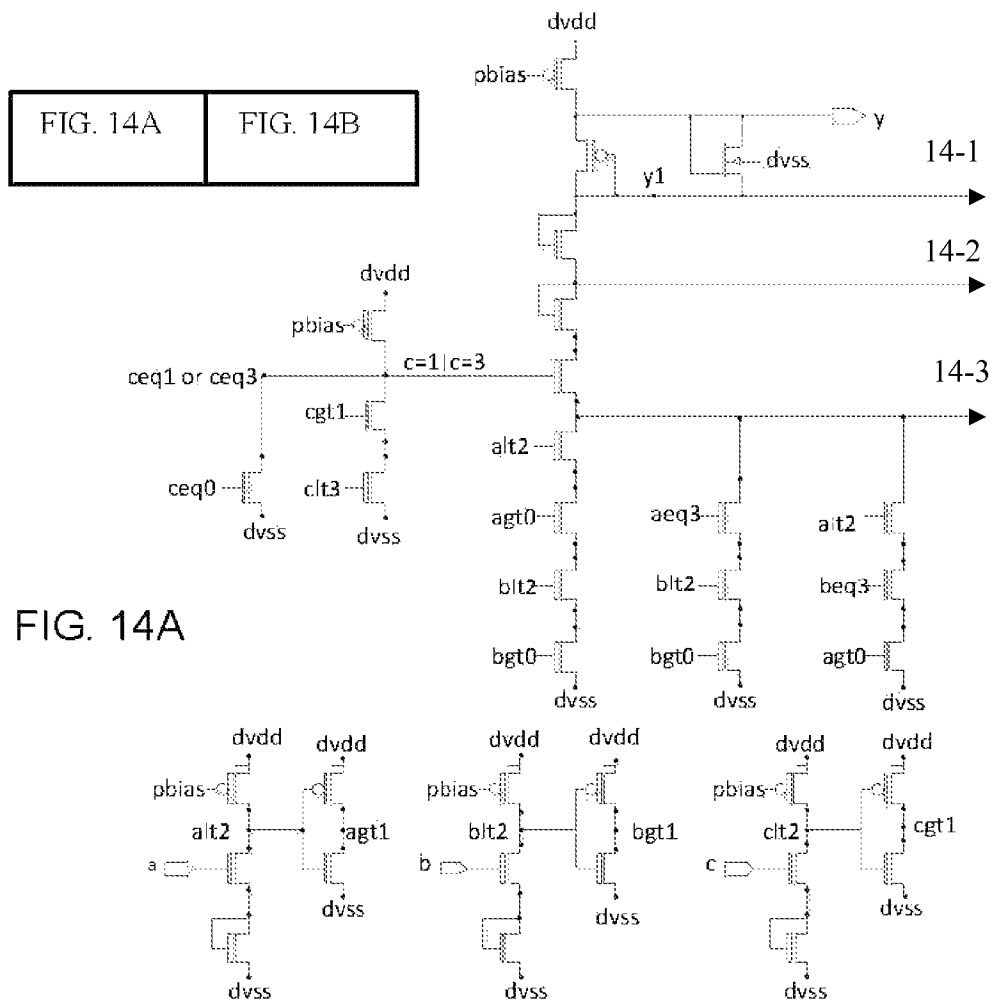 dvdd
pbias
FIG. 14A FIG. 14B
y
dvss
14-1
y1
14-2
dvdd
pbias
c=1|c=3
ceq1 or ceq3
14-3
cgt1
alt2
ceq0
clt3
agt0
aeq3
alt2
dvss
dvss
blt2
blt2
beq3
FIG. 14A
bgt0
bgt0
agt0
dvss
dvss
dvss
dvdd
dvdd
dvdd
dvdd
dvdd
dvdd
pbias
pbias
pbias
alt2
agt1
blt2
bgt1
clt2
cgt1
a
b
c
dvss
dvss
dvss
dvss
dvss
dvss